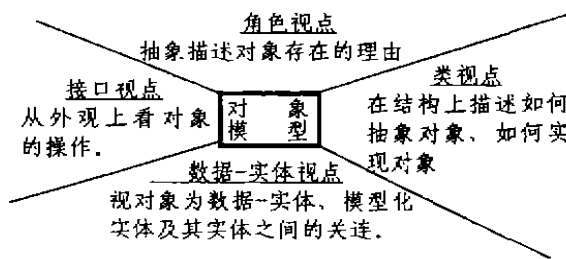 角色视点
抽象描述对象存在的理由
接口视点
从外观上看对象
的操作.
对 象
模 型
类视点
在结构上描述如何
抽象对象、如何实
现对象
数据-实体视点
视对象为数据-实体、模型化
实体及其实体之间的关连.